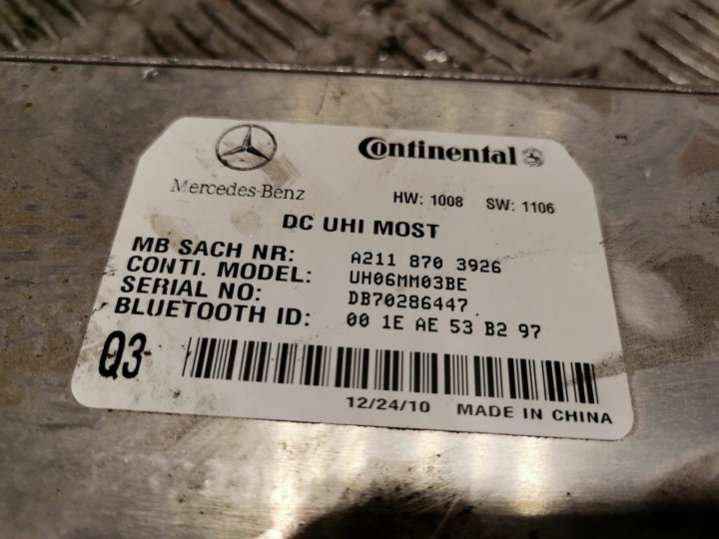 Mercedes-Benz
Continental
HW: 1008 SW: 1106
DC UHI MOST
MB SACH NR: A211 870 3926
CONTI. MODEL: UH06MM03BE
SERIAL NO: DB70286447
BLUETOOTH ID: 00 1E AE 53 B2 97
Q3
12/24/10 MADE IN CHINA